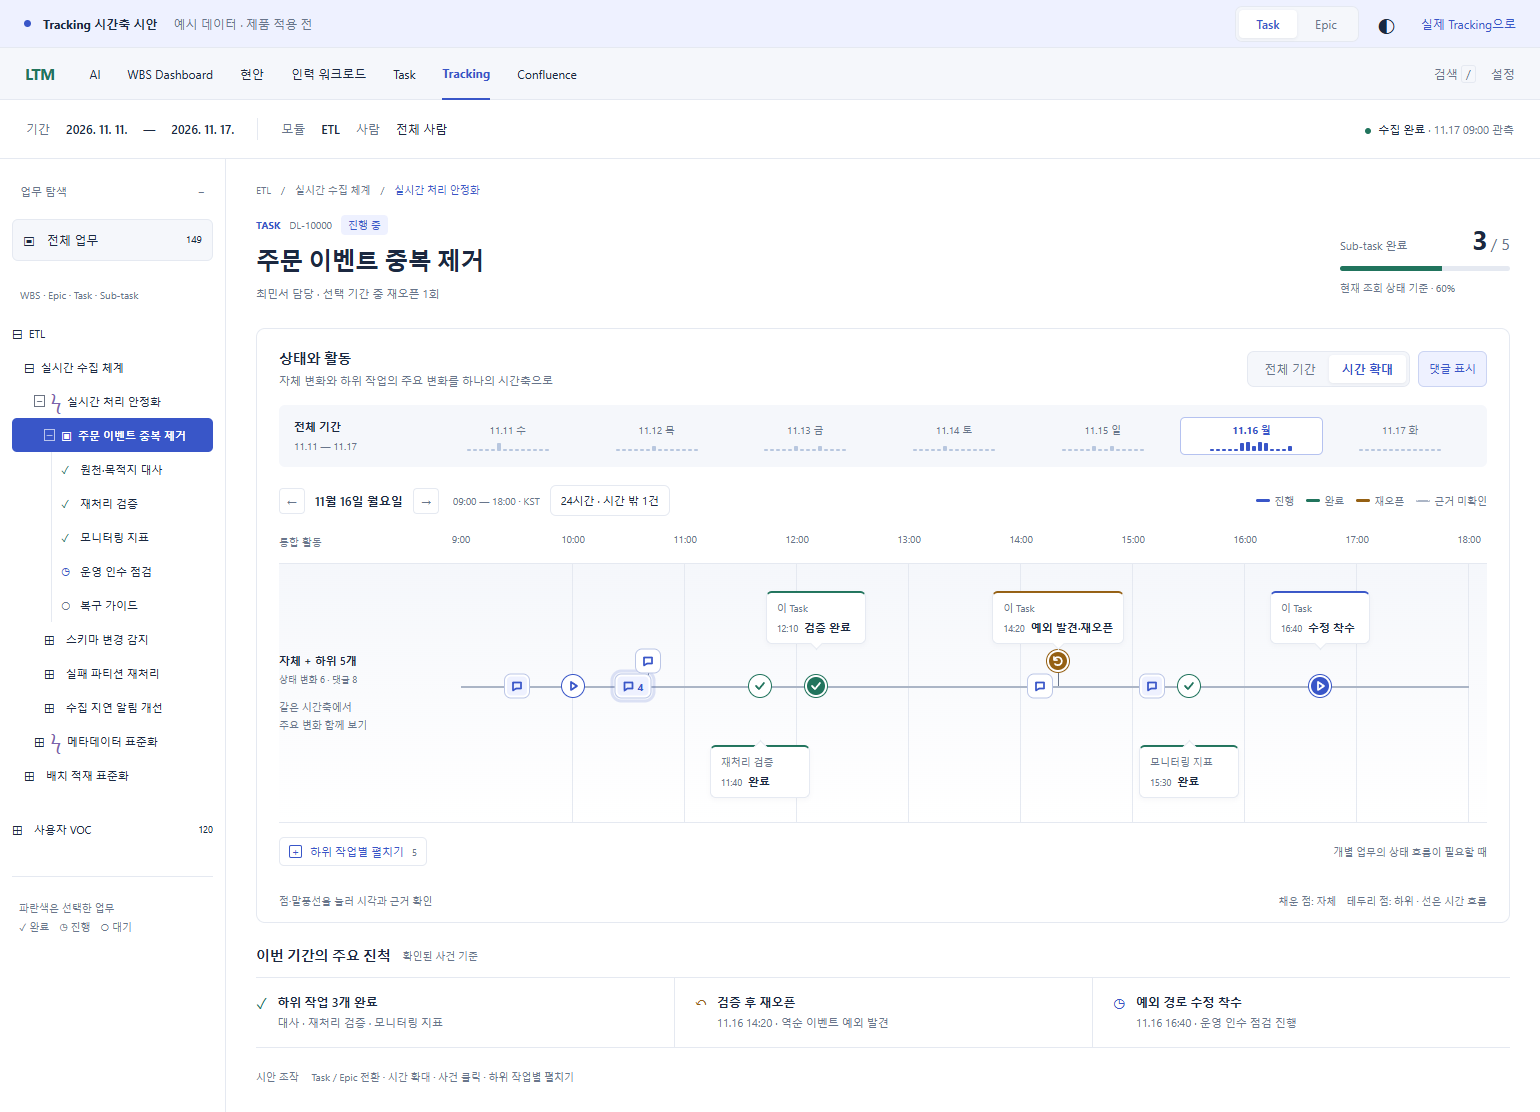 Tracking 시간축 시안 예시 데이터 · 제품 적용 전 Task Epic 실제 Tracking으로
LTM AI WBS Dashboard 현안 인력 워크로드 Task Tracking Confluence 검색 / 설정
기간 2026. 11. 11. — 2026. 11. 17. 모듈 ETL 사람 전체 사람 수집 완료 · 11.17 09:00 관측
업무 탐색 –
전체 업무 149
WBS · Epic · Task · Sub-task
ETL
실시간 수집 체계
실시간 처리 안정화
주문 이벤트 중복 제거
원천·목적지 대사
재처리 검증
모니터링 지표
운영 인수 점검
복구 가이드
스키마 변경 감지
실패 파티션 재처리
수집 지연 알림 개선
메타데이터 표준화
배치 적재 표준화
사용자 VOC 120
파란색은 선택한 업무
✓ 완료 진행 대기
ETL / 실시간 수집 체계 / 실시간 처리 안정화
TASK DL-10000 진행 중
주문 이벤트 중복 제거
최민서 담당 · 선택 기간 중 재오픈 1회
Sub-task 완료 3 / 5
현재 조회 상태 기준 · 60%
상태와 활동
자체 변화와 하위 작업의 주요 변화를 하나의 시간축으로
전체 기간 시간 확대 댓글 표시
전체 기간
11.11 — 11.17
11.11 수 11.12 목 11.13 금 11.14 토 11.15 일 11.16 월 11.17 화
← 11월 16일 월요일 → 09:00 — 18:00 · KST 24시간 · 시간 밖 1건
진행 완료 재오픈 근거 미확인
통합 활동 9:00 10:00 11:00 12:00 13:00 14:00 15:00 16:00 17:00 18:00
이 Task
12:10 검증 완료
이 Task
14:20 예외 발견·재오픈
이 Task
16:40 수정 착수
자체 + 하위 5개
상태 변화 6 · 댓글 8
같은 시간축에서
주요 변화 함께 보기
4
재처리 검증
11:40 완료
모니터링 지표
15:30 완료
하위 작업별 펼치기 5
개별 업무의 상태 흐름이 필요할 때
점·말풍선을 눌러 시각과 근거 확인
채운 점: 자체 테두리 점: 하위 · 선은 시간 흐름
이번 기간의 주요 진척 확인된 사건 기준
하위 작업 3개 완료
대사 · 재처리 검증 · 모니터링 지표
검증 후 재오픈
11.16 14:20 · 역순 이벤트 예외 발견
예외 경로 수정 착수
11.16 16:40 · 운영 인수 점검 진행
시안 조작 Task / Epic 전환 · 시간 확대 · 사건 클릭 · 하위 작업별 펼치기